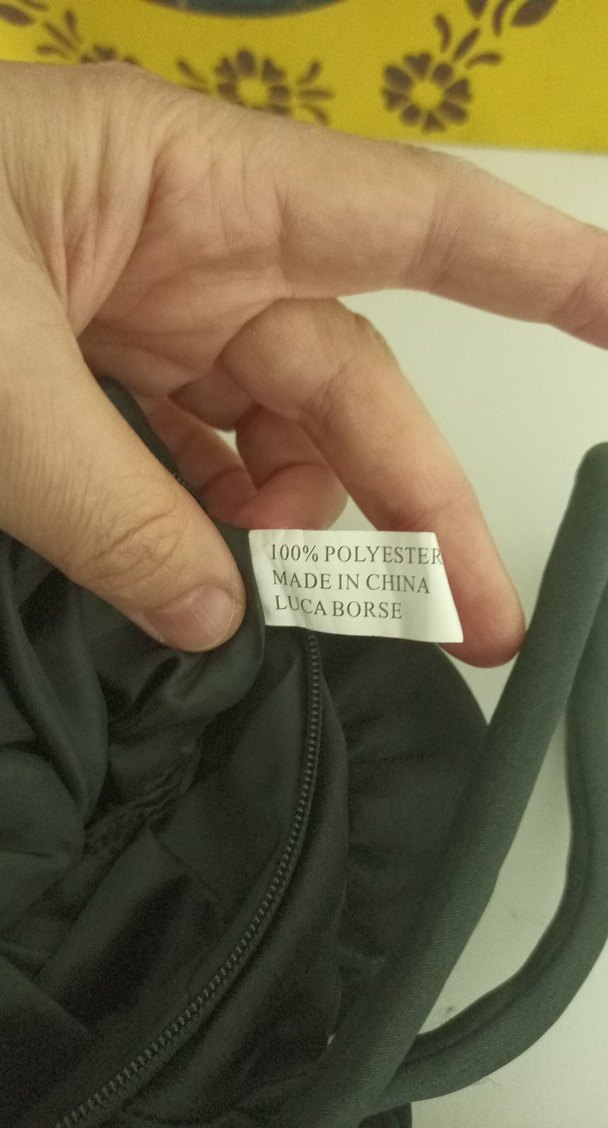 100% POLYESTER
MADE IN CHINA
LUCA BORSE